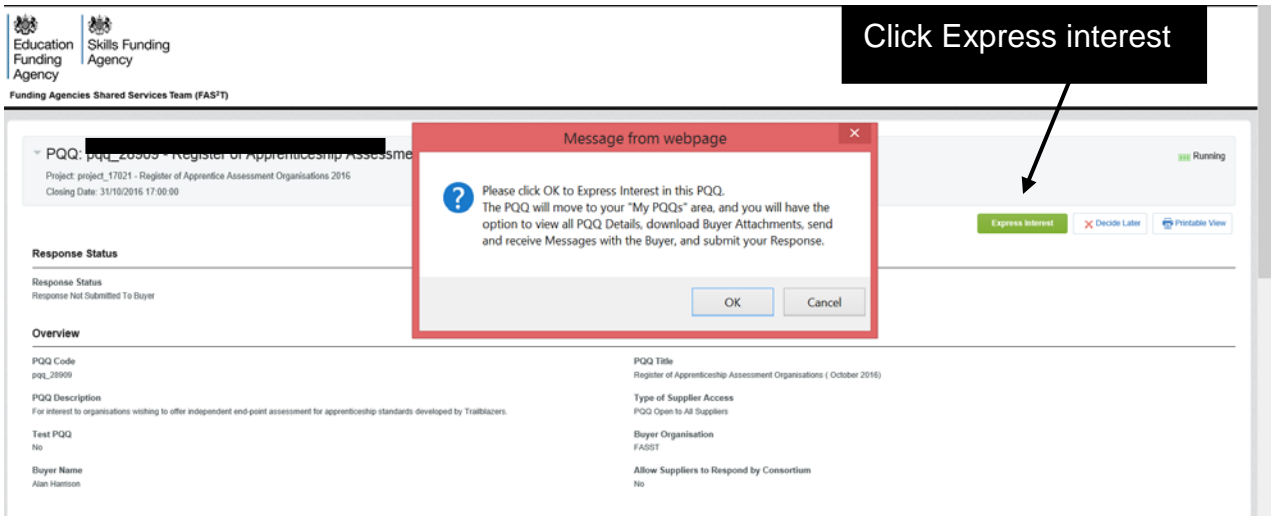 Education
Funding
Agency
Skills Funding
Agency
Click Express interest
Funding Agencies Shared Services Team (FAS²T)
PQQ: pqq_28909 - Register of Apprenticeship Assessme
Running
Project: project_17021 - Register of Apprentice Assessment Organisations 2016
Closing Date: 31/10/2016 17:00:00
Message from webpage
Please click OK to Express Interest in this PQQ.
The PQQ will move to your "My PQQs" area, and you will have the
option to view all PQQ Details, download Buyer Attachments, send
and receive Messages with the Buyer, and submit your Response.
OK Cancel
Express Interest Decide Later Printable View
Response Status
Response Status
Response Not Submitted To Buyer
Overview
PQQ Code
pqq_28909
PQQ Title
Register of Apprenticeship Assessment Organisations ( October 2016)
PQQ Description
For interest to organisations wishing to offer independent end-point assessment for apprenticeship standards developed by Trailblazers.
Type of Supplier Access
PQQ Open to All Suppliers
Test PQQ
No
Buyer Organisation
FASST
Buyer Name
Alan Harrison
Allow Suppliers to Respond by Consortium
No